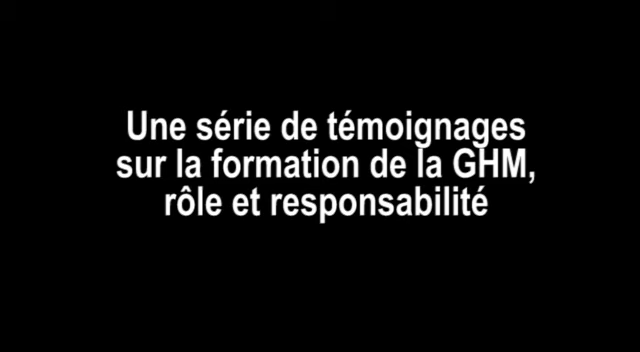 Une série de témoignages
sur la formation de la GHM,
rôle et responsabilité